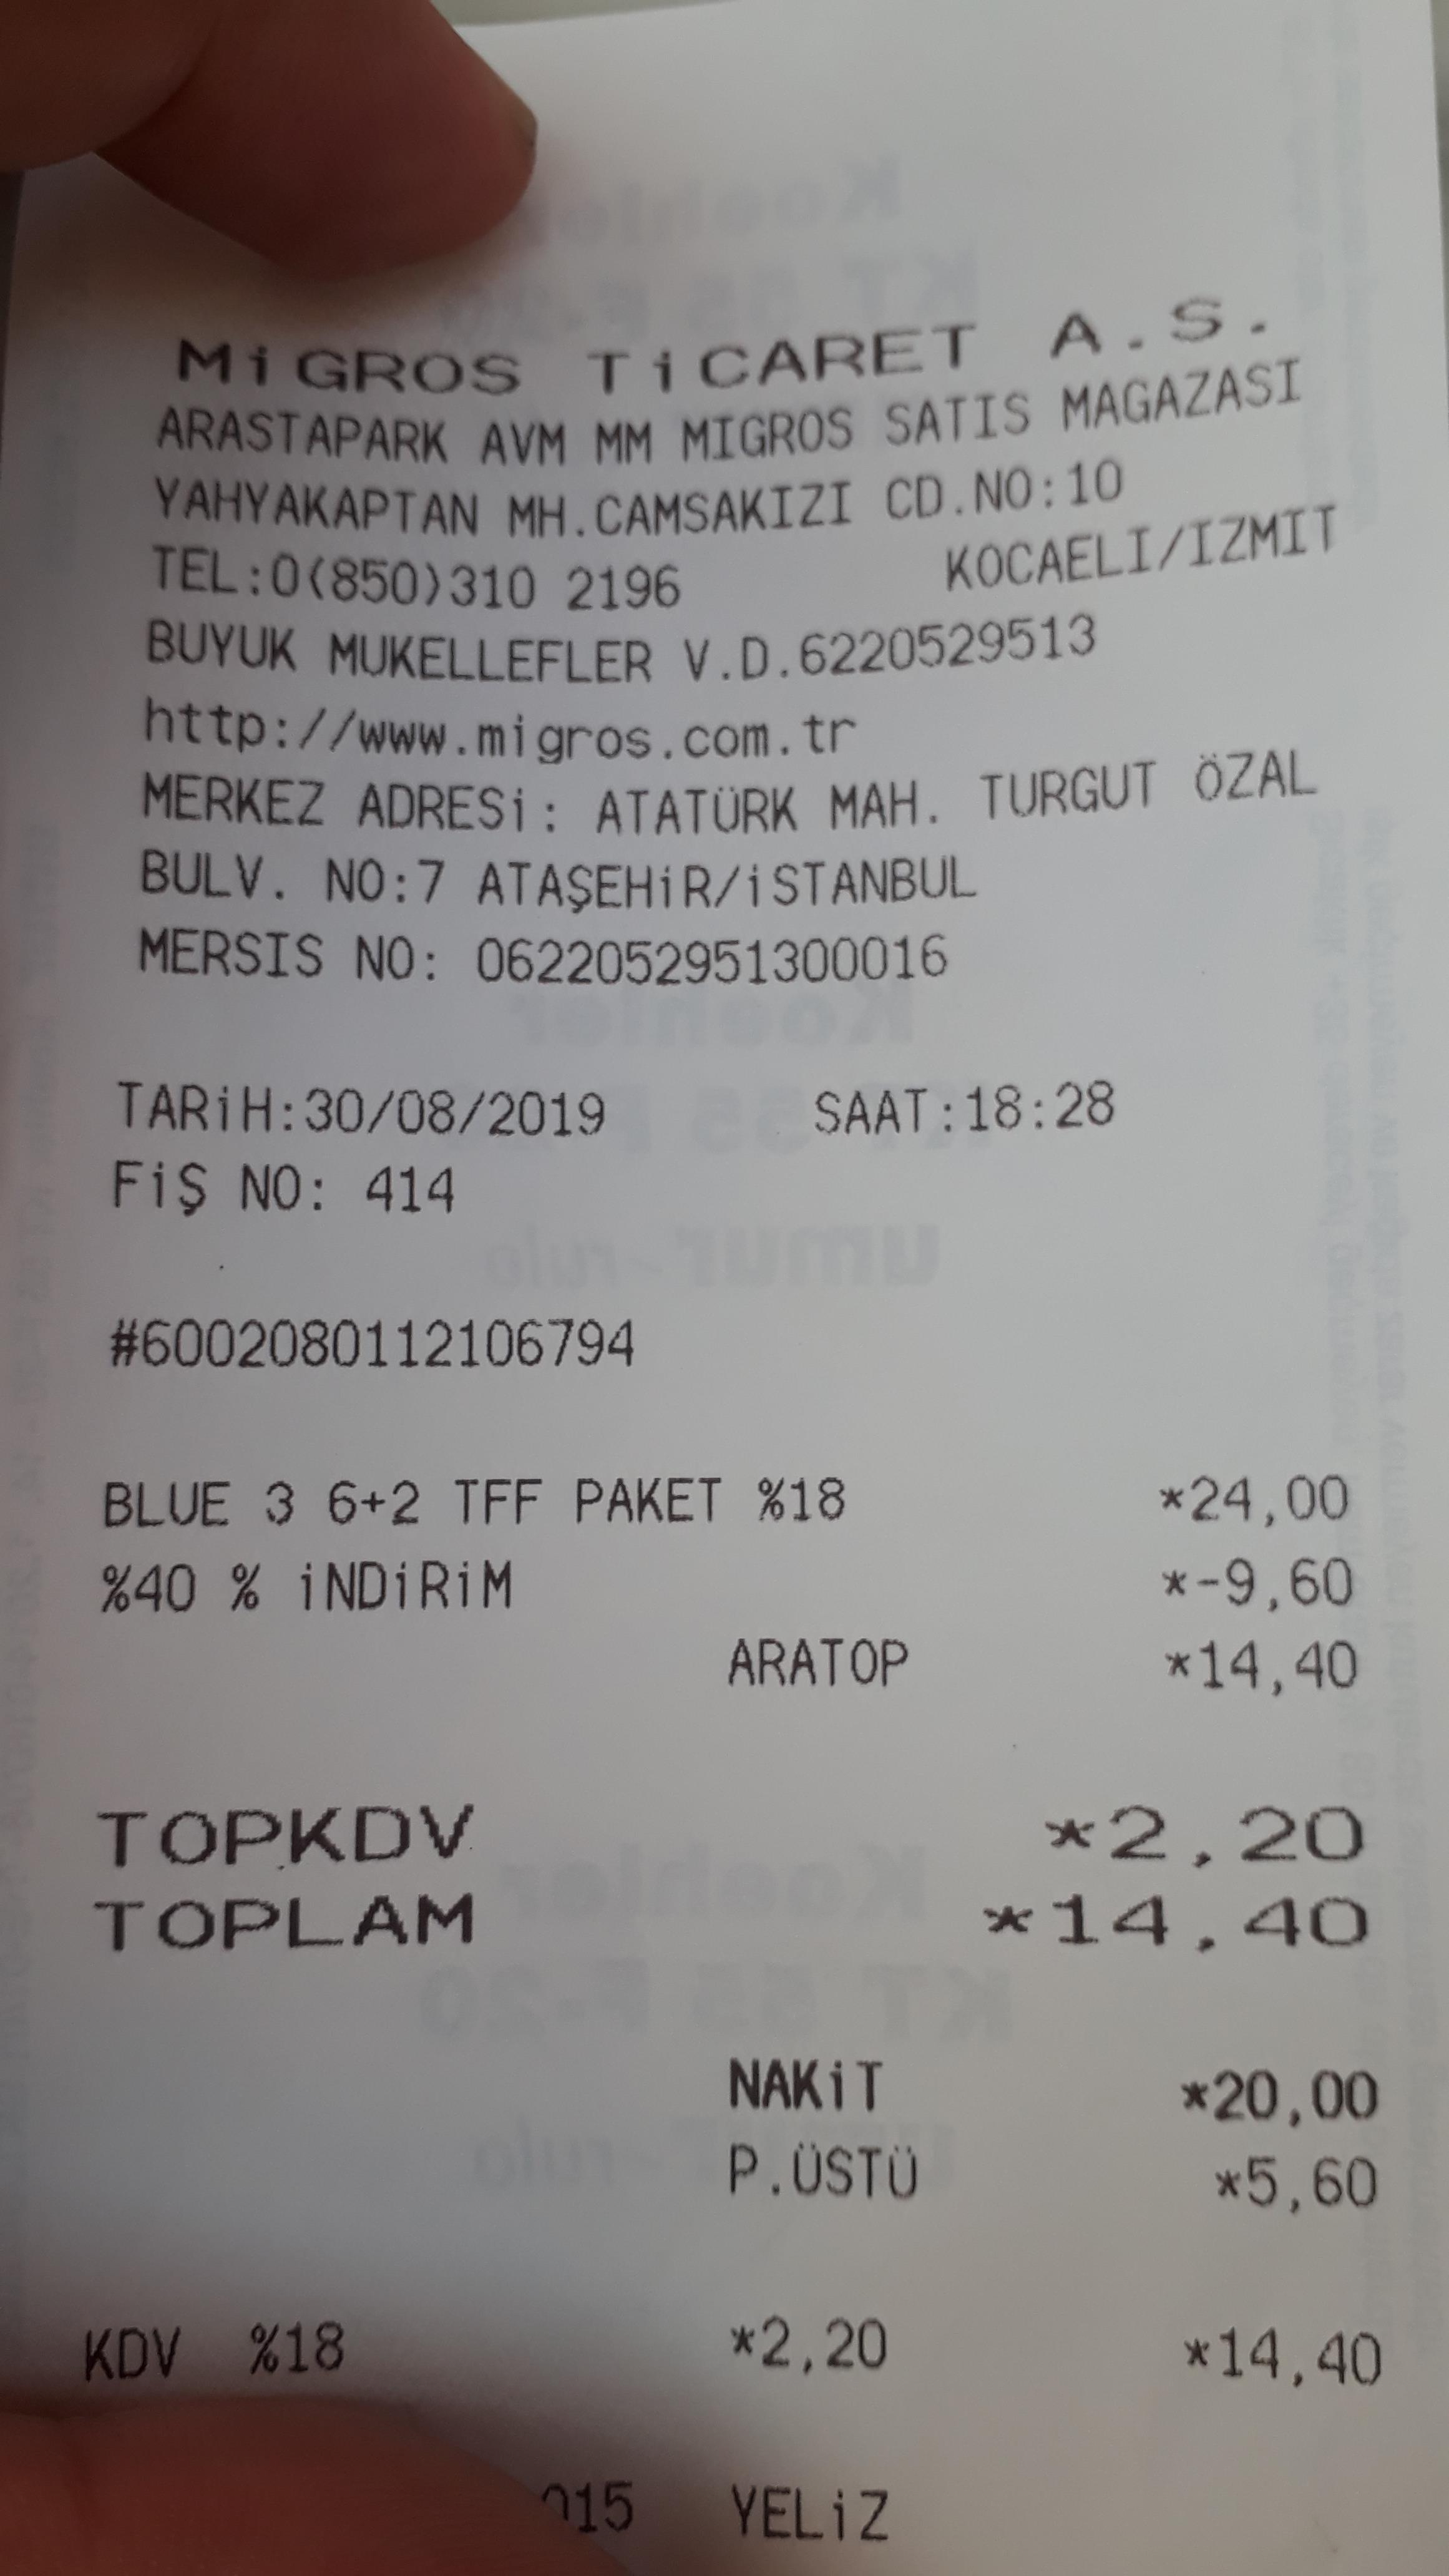 MiGROS TiCARET A.S.
ARASTAPARK AVM MM MIGROS SATIS MAGAZASI
YAHYAKAPTAN MH.CAMSAKIZI CD.NO:10
TEL:0(850)310 2196 KOCAELI/IZMIT
BUYUK MUKELLEFLER V.D.6220529513
http://www.migros.com.tr
MERKEZ ADRESi: ATATÜRK MAH. TURGUT ÖZAL
BULV. NO:7 ATAŞEHiR/iSTANBUL
MERSIS NO: 0622052951300016
TARiH:30/08/2019 SAAT:18:28
FiŞ NO: 414
#6002080112106794
BLUE 3 6+2 TFF PAKET %18 *24,00
%40 % iNDiRiM *-9,60
ARATOP *14,40
TOPKDV *2,20
TOPLAM *14,40
NAKiT *20,00
P.ÜSTÜ *5,60
KDV %18 *2,20 *14,40
YELiZ